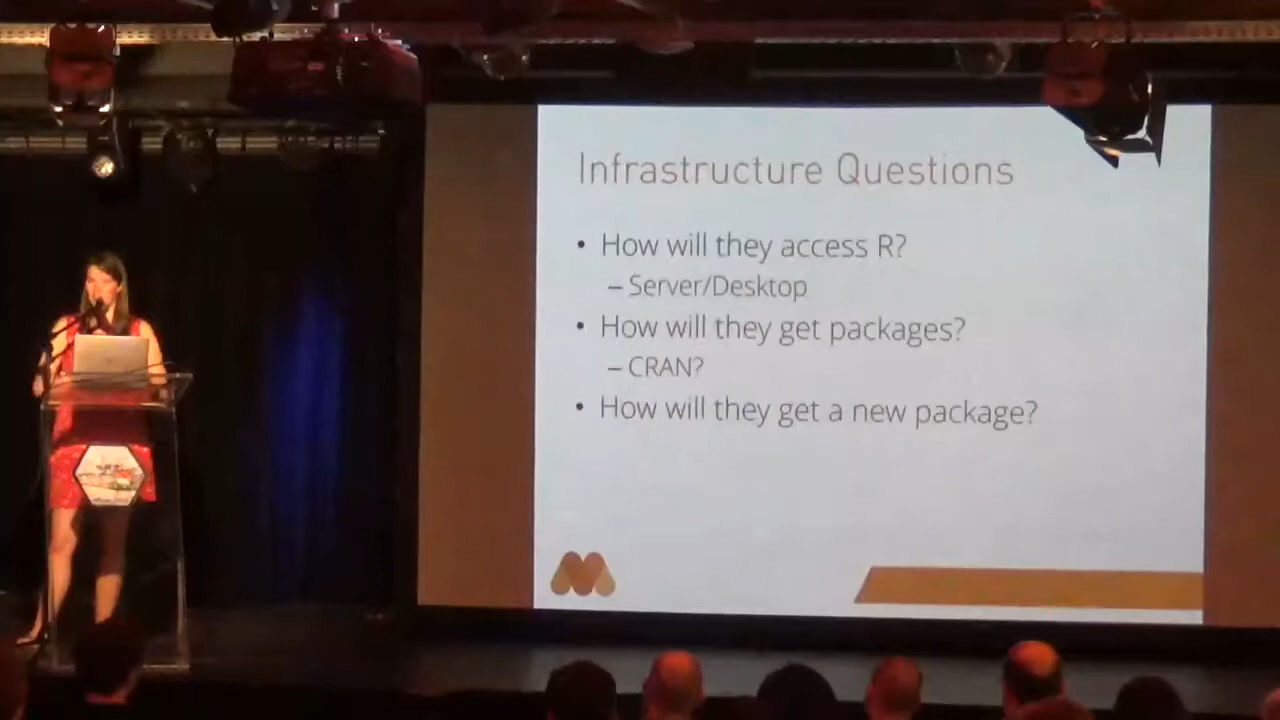 Infrastructure Questions
• How will they access R?
– Server/Desktop
• How will they get packages?
– CRAN?
• How will they get a new package?